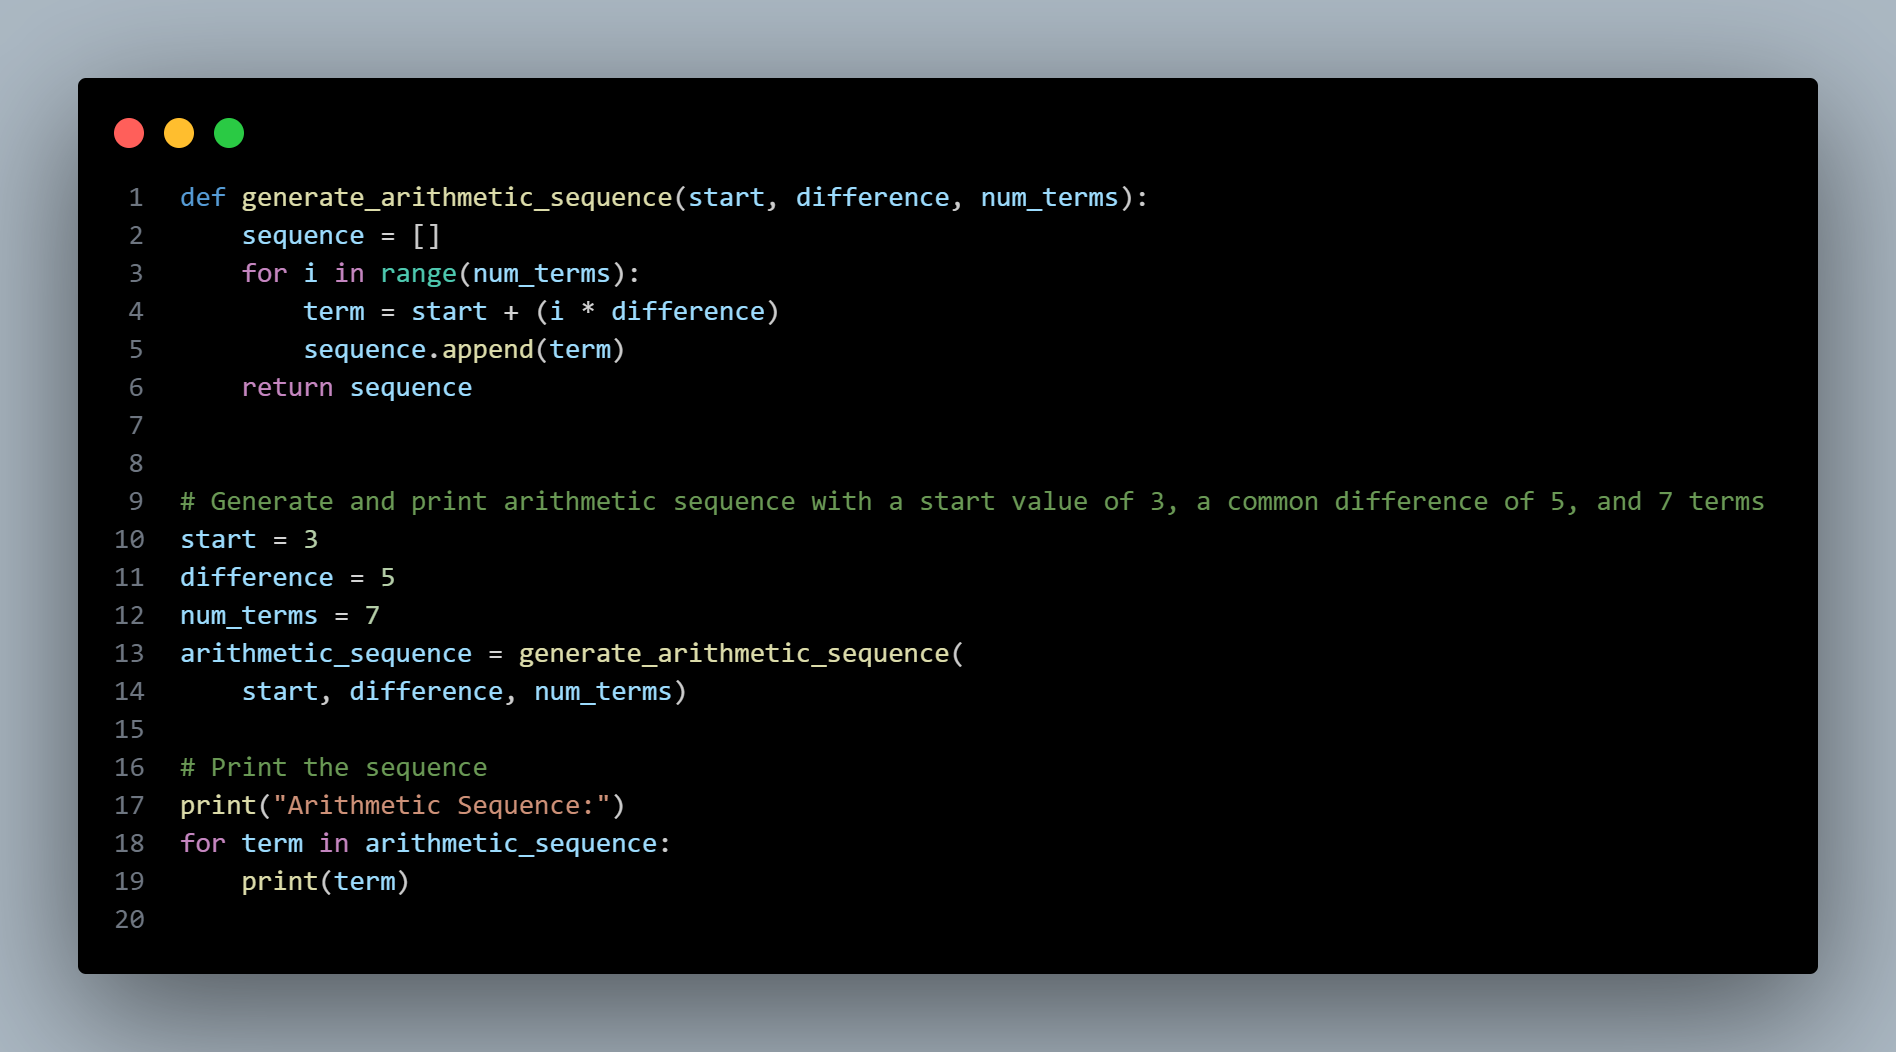 1 def generate_arithmetic_sequence(start, difference, num_terms):
2     sequence = []
3     for i in range(num_terms):
4         term = start + (i * difference)
5         sequence.append(term)
6     return sequence
7
8
9 # Generate and print arithmetic sequence with a start value of 3, a common difference of 5, and 7 terms
10 start = 3
11 difference = 5
12 num_terms = 7
13 arithmetic_sequence = generate_arithmetic_sequence(
14     start, difference, num_terms)
15
16 # Print the sequence
17 print("Arithmetic Sequence:")
18 for term in arithmetic_sequence:
19     print(term)
20